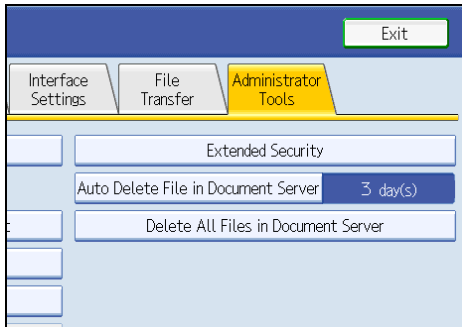 Exit
Interface Settings
File Transfer
Administrator Tools
Extended Security
Auto Delete File in Document Server 3 day(s)
Delete All Files in Document Server